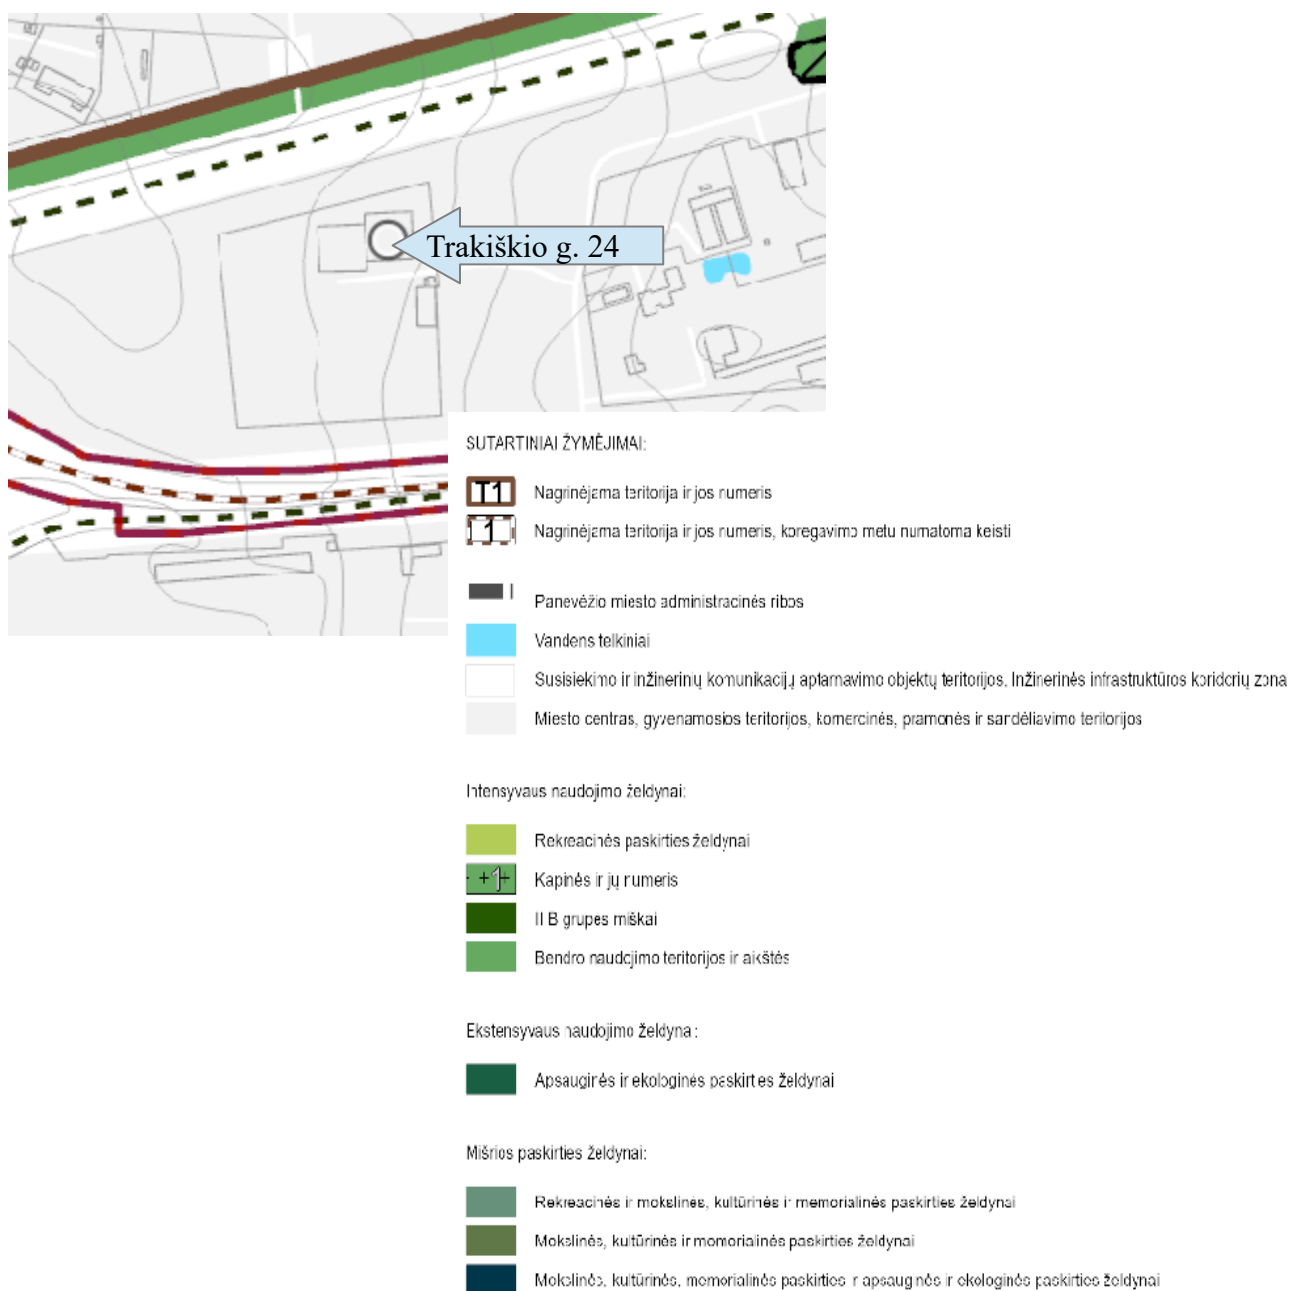 Trakiškio g. 24
SUTARTINIAI ŽYMĖJIMAI:
T1 Nagrinėjama teritorija ir jos numeris
1 Nagrinėjama teritorija ir jos numeris, koregavimo metu numatoma keisti
Panevėžio miesto administracinės ribos
Vandens telkiniai
Susisiekimo ir inžinerinių komunikacijų aptarnavimo objektų teritorijos, Inžinerinės infrastruktūros koridorių zona
Miesto centras, gyvenamosios teritorijos, komercinės, pramonės ir sandėliavimo teritorijos
Intensyvaus naudojimo želdynai:
Rekreacinės paskirties želdynai
1 Kapinės ir jų numeris
II B grupės miškai
Bendro naudojimo teritorijos ir aikštės
Ekstensyvaus naudojimo želdynai:
Apsauginės ir ekologinės paskirties želdynai
Mišrios paskirties želdynai:
Rekreacinės ir mokslinės, kultūrinės ir memorialinės paskirties želdynai
Mokslinės, kultūrinės ir memorialinės paskirties želdynai
Mokslinės, kultūrinės, memorialinės paskirties ir apsauginės ir ekologinės paskirties želdynai